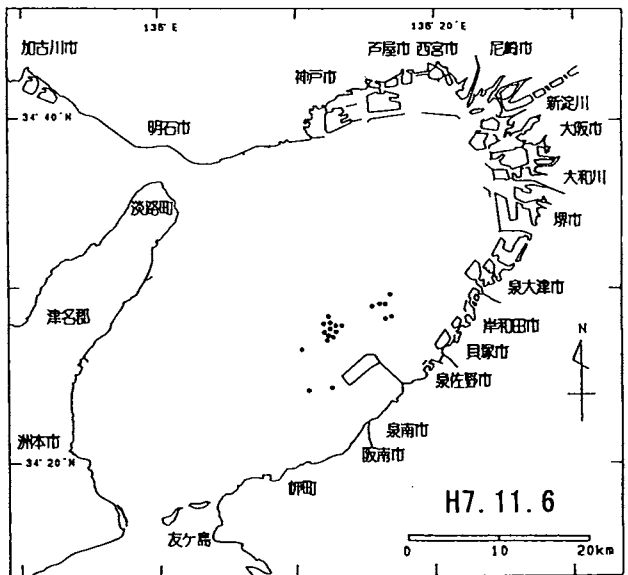 135° E
135° 20' E
加古川市
芦屋市 西宮市 尼崎市
神戸市
新淀川
34° 40' N
明石市
大阪市
大和川
淡路町
堺市
泉大津市
津名郡
岸和田市
N
貝塚市
泉佐野市
泉南市
洲本市
阪南市
34° 20' N
岬町
H7.11.6
友ケ島
0 10 20km